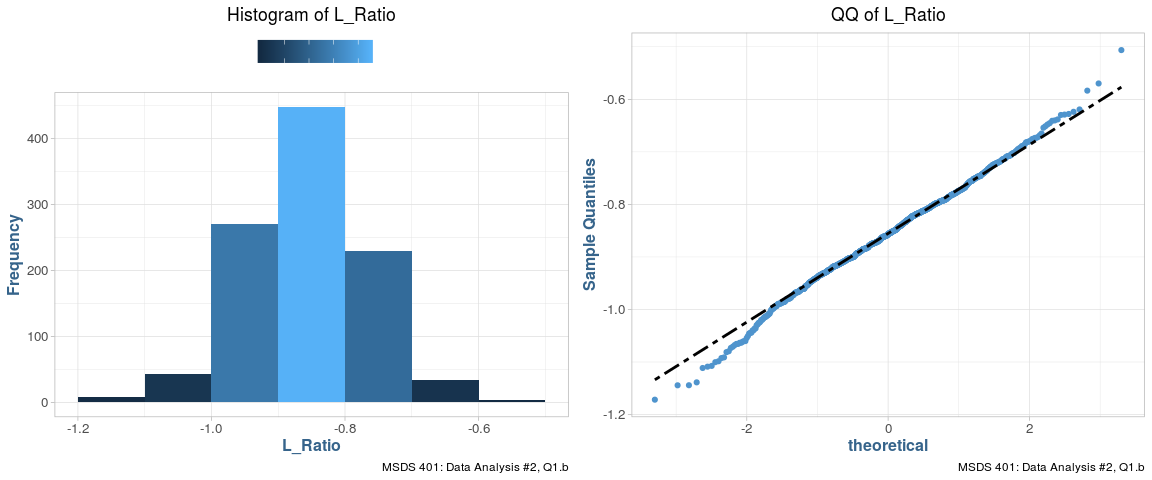 Histogram of L_Ratio
400
300
200
100
0
Frequency
-1.2 -1.0 -0.8 -0.6
L_Ratio
MSDS 401: Data Analysis #2, Q1.b
QQ of L_Ratio
-0.6
-0.8
-1.0
-1.2
Sample Quantiles
-2 0 2
theoretical
MSDS 401: Data Analysis #2, Q1.b